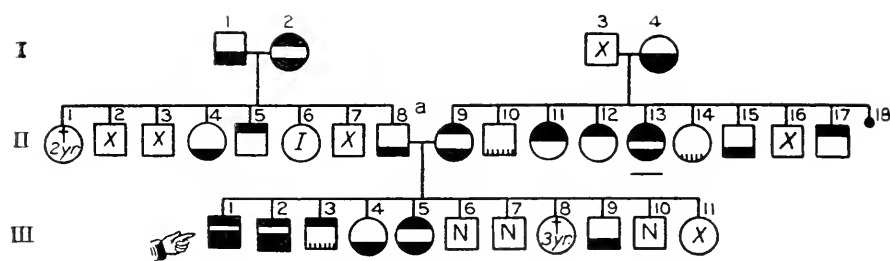 1 2 3 4
I X
1 2 3 4 5 6 7 8 a 9 10 11 12 13 14 15 16 17 18
II 2yr. X X I X X
1 2 3 4 5 6 7 8 9 10 11
III N N 3yr. N X